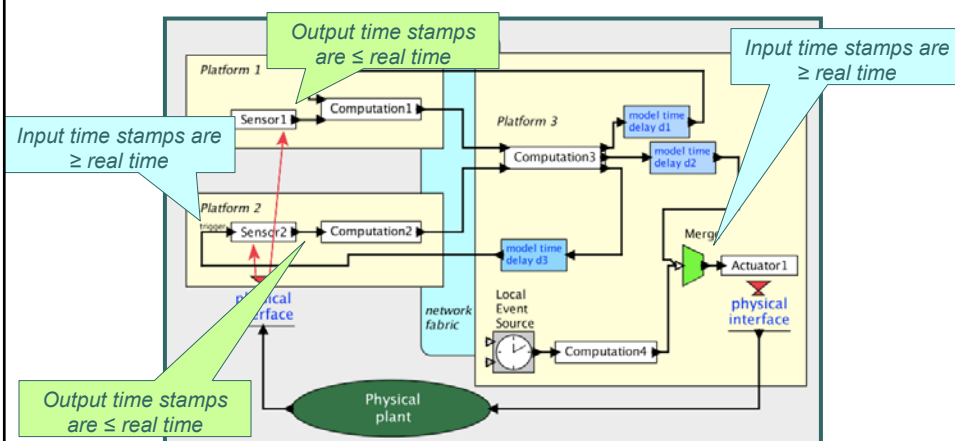 Output time stamps
are ≤ real time
Input time stamps are
≥ real time
Platform 1
Sensor1
Computation1
Platform 3
model time
delay d1
Computation3
model time
delay d2
Input time stamps are
≥ real time
Platform 2
trigger
Sensor2
Computation2
model time
delay d3
Merge
Actuator1
physical
interface
physical
interface
network
fabric
Local
Event
Source
Computation4
Output time stamps
are ≤ real time
Physical
plant